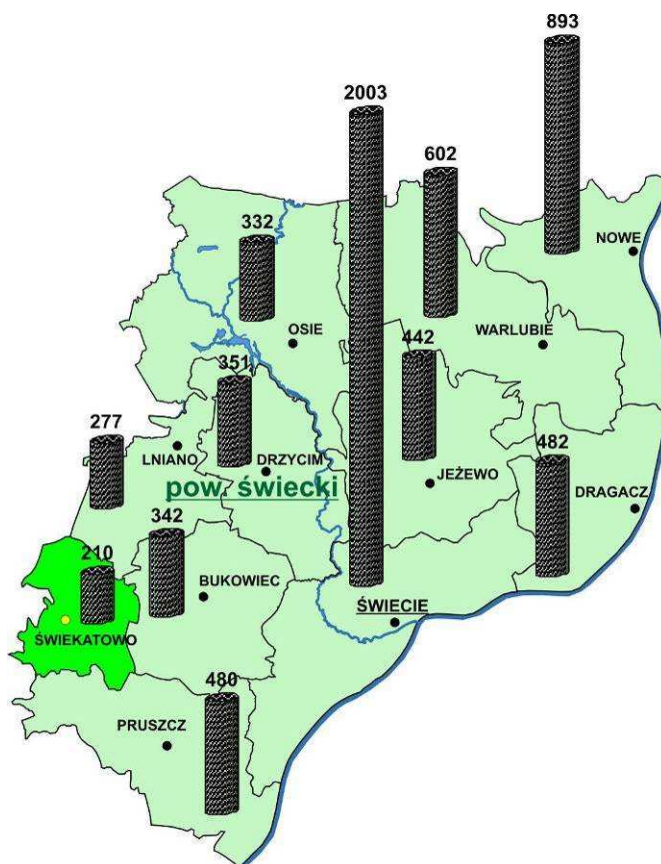 893
2003
602
332
NOWE
OSIE
WARLUBIE
442
351
277
482
LNIANO
DRZYCIM
JEŻEWO
pow. świecki
DRAGACZ
342
210
BUKOWIEC
ŚWIECIE
ŚWIEKATOWO
480
PRUSZCZ